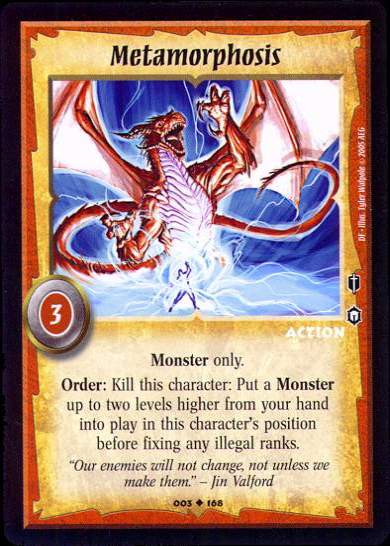 Metamorphosis
DF • Illus. Tyler Walpole © 2005 AEG
3
ACTION
Monster only.
Order: Kill this character: Put a Monster
up to two levels higher from your hand
into play in this character's position
before fixing any illegal ranks.
“Our enemies will not change, not unless we
make them.” – Jin Valford
003 ◆ 168